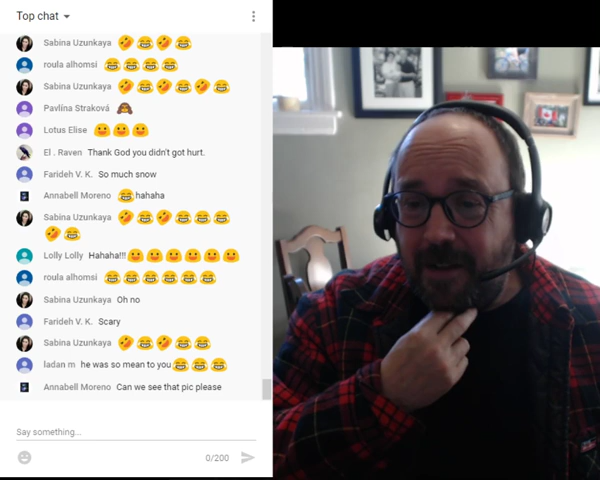 Top chat
Sabina Uzunkaya 🤣😂🤣😂
roula alhomsi 😂😂😂😂
Sabina Uzunkaya 🤣😂🤣😂🤣😂
Pavlína Straková 🙈
Lotus Elise 😃😃😃
El . Raven Thank God you didn't got hurt.
Farideh V. K. So much snow
Annabell Moreno 😂hahaha
Sabina Uzunkaya 🤣😂🤣😂😂😂
🤣😂
Lolly Lolly Hahaha!!!😃😃😃😃😃😃
roula alhomsi 😂😂😂😂😂😂
Sabina Uzunkaya Oh no
Farideh V. K. Scary
Sabina Uzunkaya 🤣😂🤣😂😂
ladan m he was so mean to you😂😂😂
Annabell Moreno Can we see that pic please
Say something...
0/200